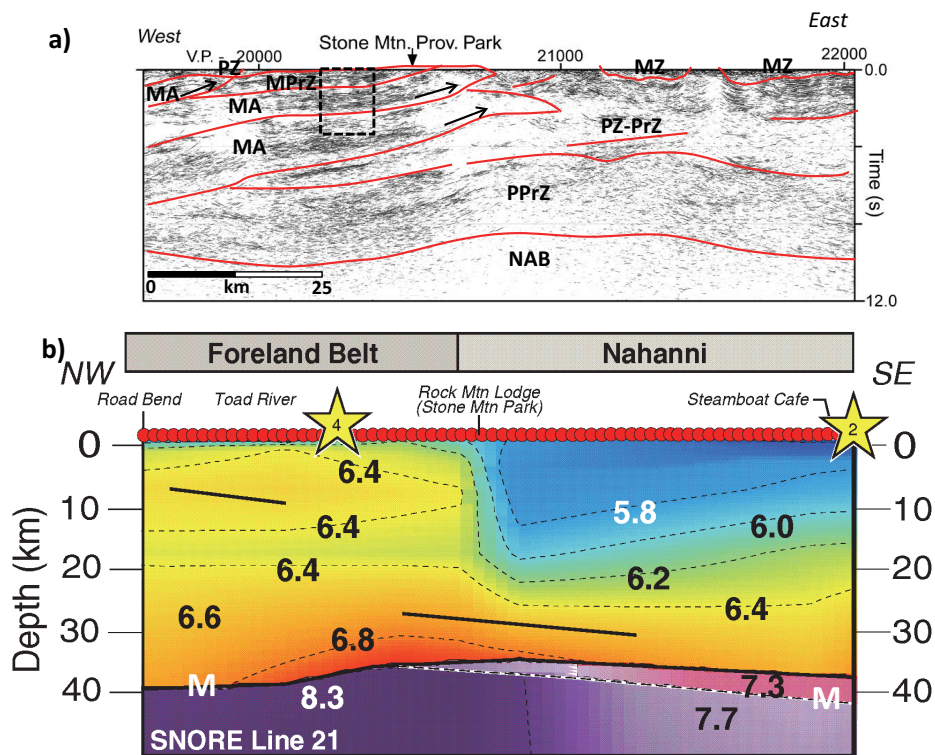 a)
West
East
V.P. 20000
Stone Mtn. Prov. Park
21000
22000
PZ
MPrZ
MZ
MZ
0.0
MA
MA
MA
PZ-PrZ
PPrZ
NAB
Time (s)
0 km 25
12.0
b)
Foreland Belt
Nahanni
NW
SE
Road Bend
Toad River
Rock Mtn Lodge
(Stone Mtn Park)
Steamboat Cafe
4
2
0
0
6.4
10
5.8
6.0
10
6.4
20
6.4
6.2
20
6.6
6.4
30
6.8
30
40
M
8.3
7.3
M
40
7.7
Depth (km)
SNORE Line 21